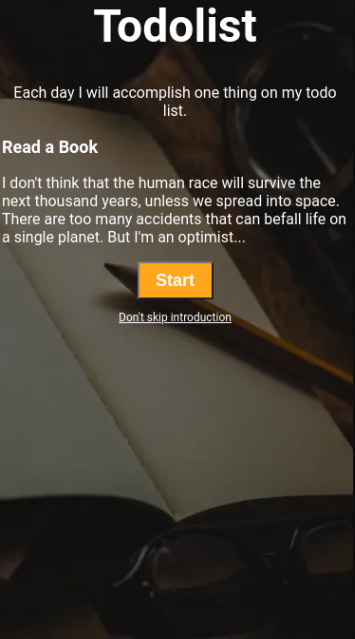 Todolist
Each day I will accomplish one thing on my todo
list.
Read a Book
I don't think that the human race will survive the
next thousand years, unless we spread into space.
There are too many accidents that can befall life on
a single planet. But I'm an optimist...
Start
Don't skip introduction